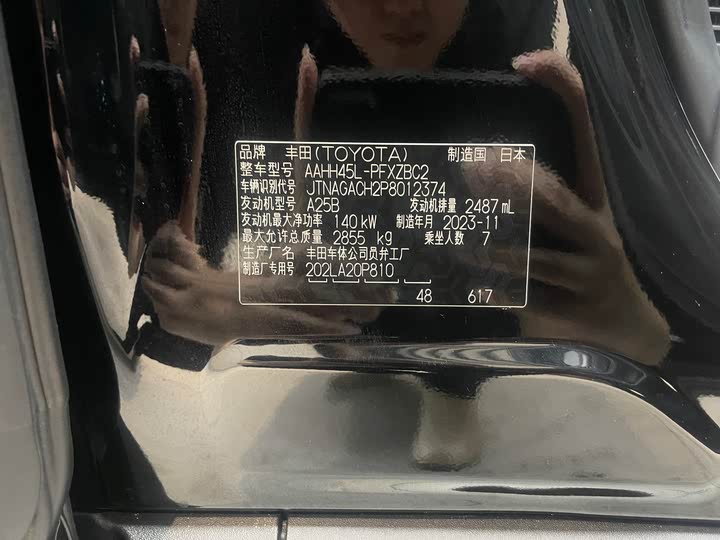 品牌 丰田(TOYOTA) 制造国 日本
整车型号 AAHH45L-PFXZBC2
车辆识别代号 JTNAGACH2P8012374
发动机型号 A25B 发动机排量 2487mL
发动机最大净功率 140kW 制造年月 2023-11
最大允许总质量 2855 kg 乘坐人数 7
生产厂名 丰田车体公司员弁工厂
制造厂专用号 202LA20P810
48 617